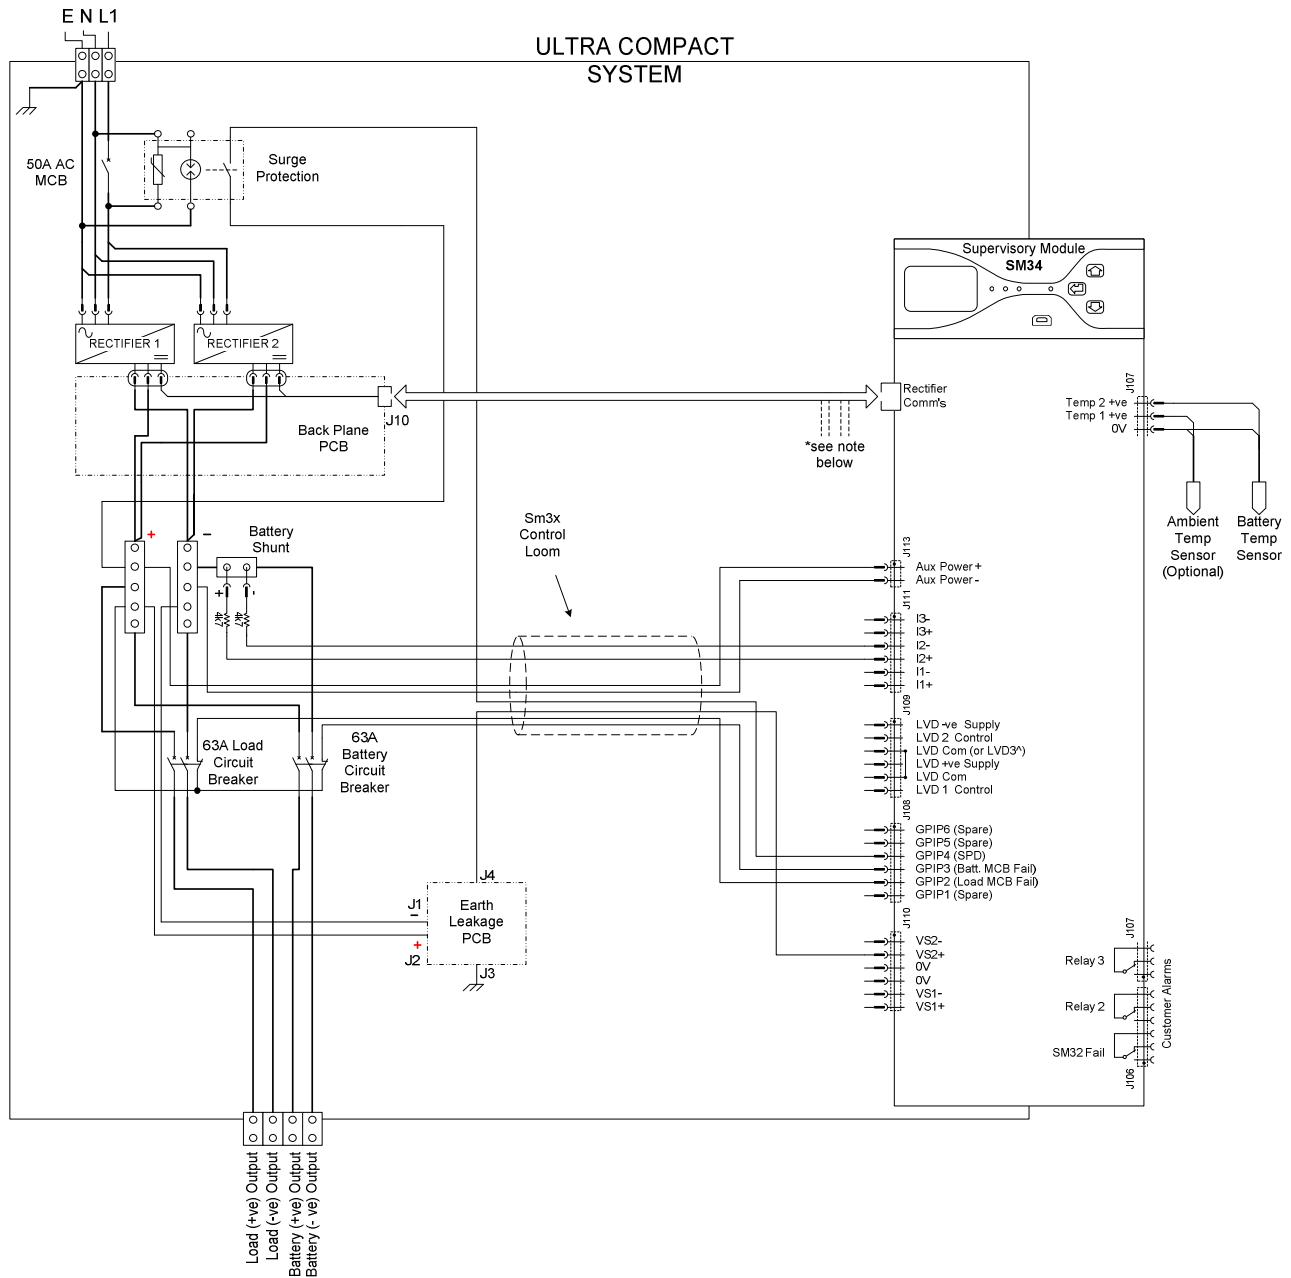 E N L1
ULTRA COMPACT
SYSTEM
50A AC
MCB
Surge
Protection
Supervisory Module
SM34
RECTIFIER 1
RECTIFIER 2
Back Plane
PCB
J10
Rectifier
Comm's
*see note
below
J107
Temp 2 +ve
Temp 1 +ve
0V
Ambient
Temp
Sensor
(Optional)
Battery
Temp
Sensor
+
-
Battery
Shunt
+
-
4k7
4k7
Sm3x
Control
Loom
J113
Aux Power+
Aux Power-
J111
I3-
I3+
I2-
I2+
I1-
I1+
J109
LVD -ve Supply
LVD 2 Control
LVD Com (or LVD3^)
LVD +ve Supply
LVD Com
LVD 1 Control
63A Load
Circuit
Breaker
63A
Battery
Circuit
Breaker
J108
GPIP6 (Spare)
GPIP5 (Spare)
GPIP4 (SPD)
GPIP3 (Batt. MCB Fail)
GPIP2 (Load MCB Fail)
GPIP1 (Spare)
J4
J1
-
+
J2
Earth
Leakage
PCB
J3
J110
VS2-
VS2+
0V
0V
VS1-
VS1+
J107
Relay 3
Relay 2
SM32 Fail
J106
Customer Alarms
Load (+ve) Output
Load (-ve) Output
Battery (+ve) Output
Battery (- ve) Output